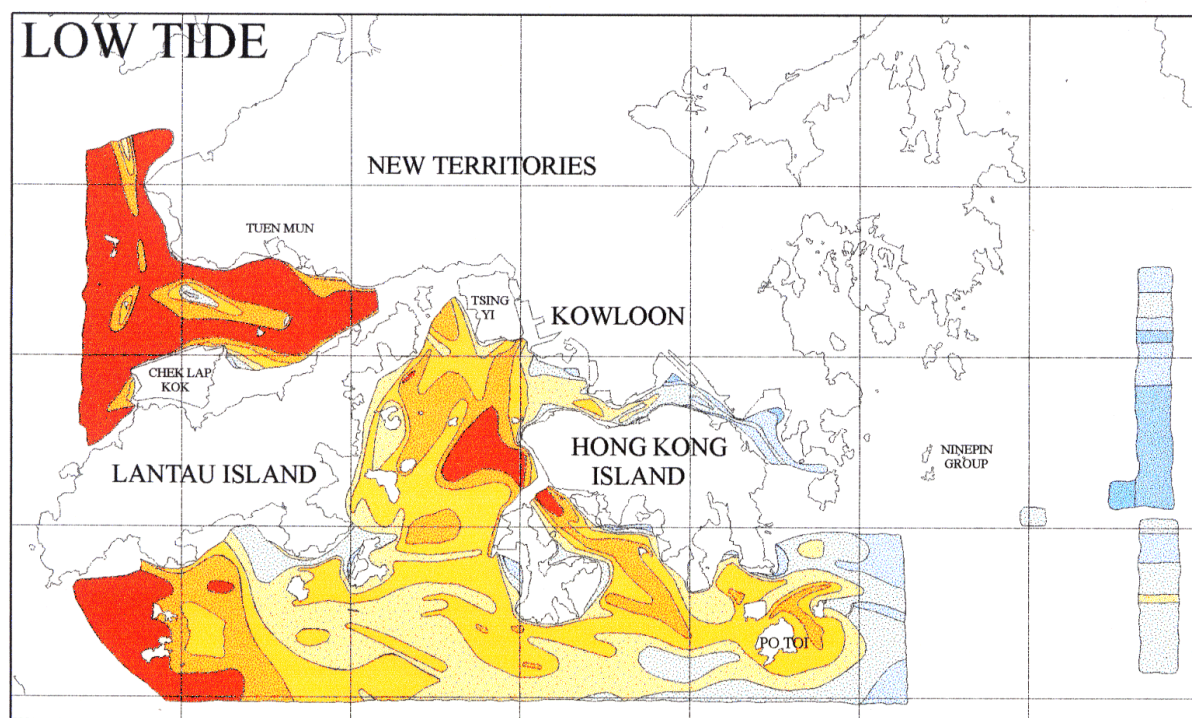 LOW TIDE
NEW TERRITORIES
TUEN MUN
TSING
YI
KOWLOON
CHEK LAP
KOK
HONG KONG
ISLAND
NINEPIN
GROUP
LANTAU ISLAND
PO TOI